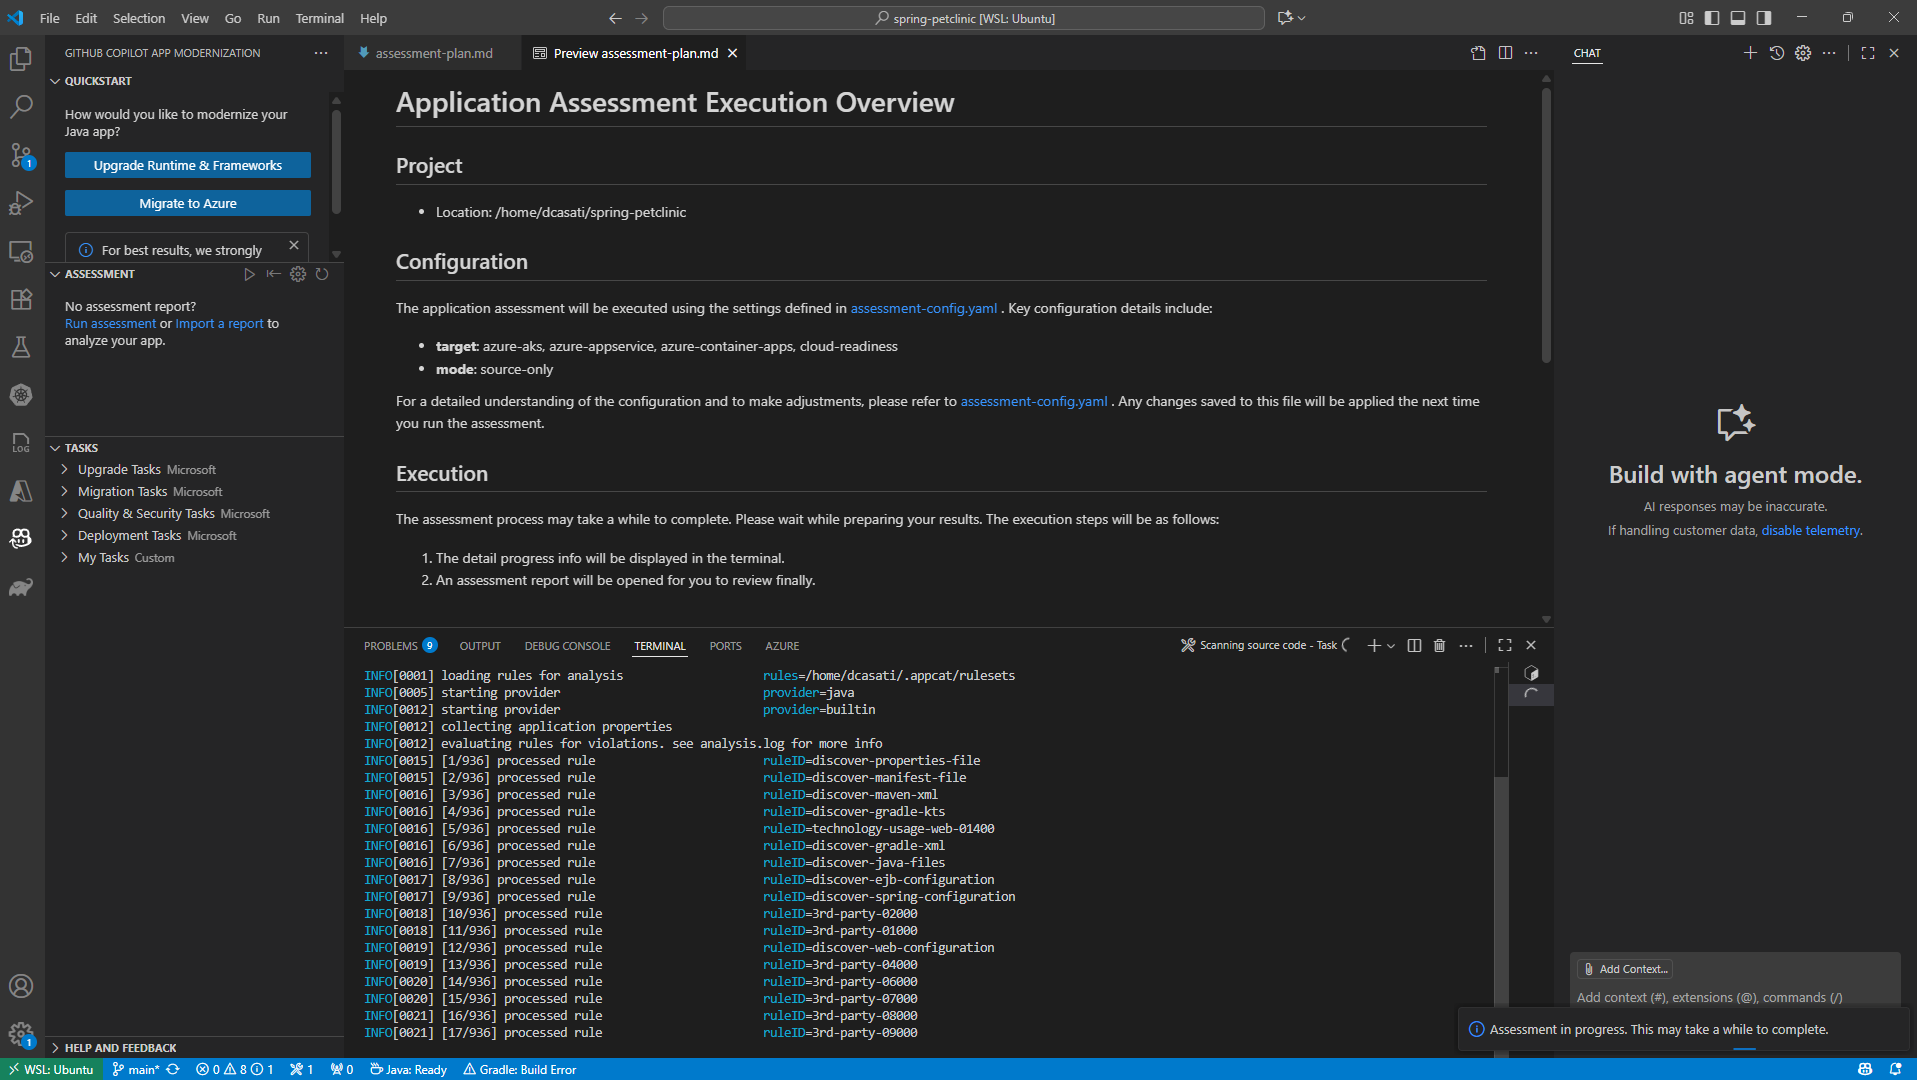 File Edit Selection View Go Run Terminal Help
spring-petclinic [WSL: Ubuntu]
GITHUB COPILOT APP MODERNIZATION
QUICKSTART
How would you like to modernize your
Java app?
Upgrade Runtime & Frameworks
Migrate to Azure
For best results, we strongly
ASSESSMENT
No assessment report?
Run assessment or Import a report to
analyze your app.
TASKS
Upgrade Tasks Microsoft
Migration Tasks Microsoft
Quality & Security Tasks Microsoft
Deployment Tasks Microsoft
My Tasks Custom
HELP AND FEEDBACK
1
LOG
1
assessment-plan.md
Preview assessment-plan.md
Application Assessment Execution Overview
Project
• Location: /home/dcasati/spring-petclinic
Configuration
The application assessment will be executed using the settings defined in assessment-config.yaml . Key configuration details include:
• target: azure-aks, azure-appservice, azure-container-apps, cloud-readiness
• mode: source-only
For a detailed understanding of the configuration and to make adjustments, please refer to assessment-config.yaml . Any changes saved to this file will be applied the next time
you run the assessment.
Execution
The assessment process may take a while to complete. Please wait while preparing your results. The execution steps will be as follows:
1. The detail progress info will be displayed in the terminal.
2. An assessment report will be opened for you to review finally.
PROBLEMS 9 OUTPUT DEBUG CONSOLE TERMINAL PORTS AZURE
Scanning source code - Task
INFO[0001] loading rules for analysis rules=/home/dcasati/.appcat/rulesets
INFO[0005] starting provider provider=java
INFO[0012] starting provider provider=builtin
INFO[0012] collecting application properties
INFO[0012] evaluating rules for violations. see analysis.log for more info
INFO[0015] [1/936] processed rule ruleID=discover-properties-file
INFO[0015] [2/936] processed rule ruleID=discover-manifest-file
INFO[0016] [3/936] processed rule ruleID=discover-maven-xml
INFO[0016] [4/936] processed rule ruleID=discover-gradle-kts
INFO[0016] [5/936] processed rule ruleID=technology-usage-web-01400
INFO[0016] [6/936] processed rule ruleID=discover-gradle-xml
INFO[0016] [7/936] processed rule ruleID=discover-java-files
INFO[0017] [8/936] processed rule ruleID=discover-ejb-configuration
INFO[0017] [9/936] processed rule ruleID=discover-spring-configuration
INFO[0018] [10/936] processed rule ruleID=3rd-party-02000
INFO[0018] [11/936] processed rule ruleID=3rd-party-01000
INFO[0019] [12/936] processed rule ruleID=discover-web-configuration
INFO[0019] [13/936] processed rule ruleID=3rd-party-04000
INFO[0020] [14/936] processed rule ruleID=3rd-party-06000
INFO[0020] [15/936] processed rule ruleID=3rd-party-07000
INFO[0021] [16/936] processed rule ruleID=3rd-party-08000
INFO[0021] [17/936] processed rule ruleID=3rd-party-09000
CHAT
Build with agent mode.
AI responses may be inaccurate.
If handling customer data, disable telemetry.
Add Context...
Add context (#), extensions (@), commands (/)
Assessment in progress. This may take a while to complete.
WSL: Ubuntu main* 0 8 1 1 0 Java: Ready Gradle: Build Error